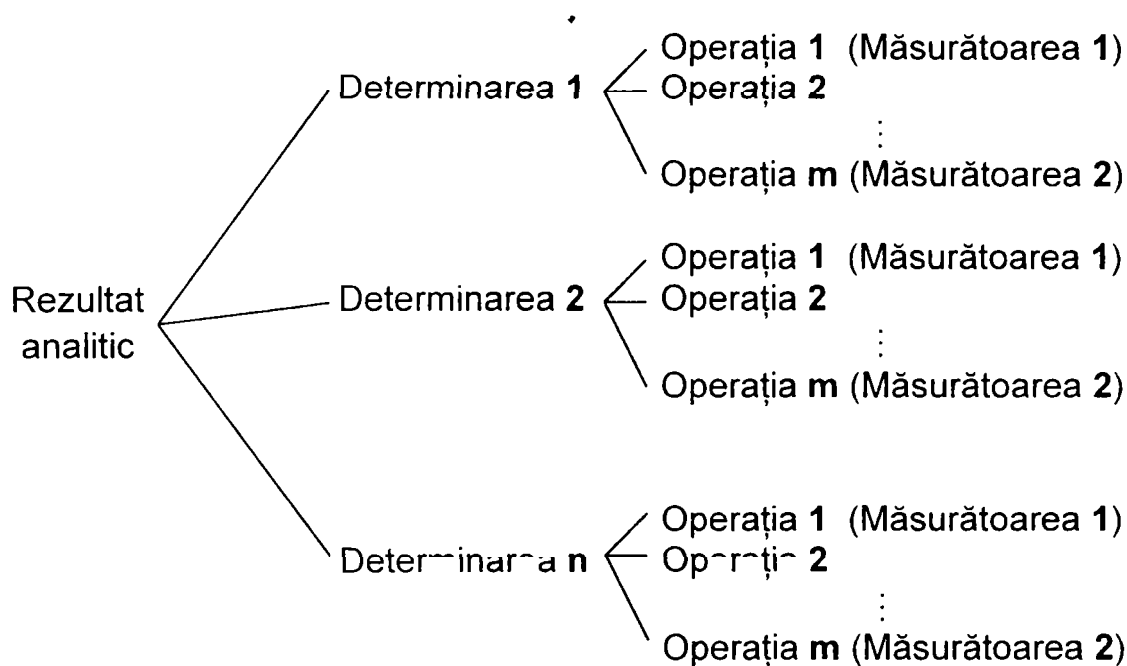 Operația 1 (Măsurătoarea 1)
Determinarea 1
Operația 2
⋮
Operația m (Măsurătoarea 2)
Operația 1 (Măsurătoarea 1)
Rezultat
analitic
Determinarea 2
Operația 2
⋮
Operația m (Măsurătoarea 2)
Operația 1 (Măsurătoarea 1)
Determinarea n
2
⋮
Operația m (Măsurătoarea 2)